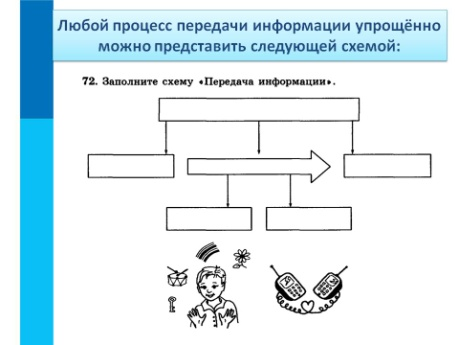 Любой процесс передачи информации упрощённо
можно представить следующей схемой:
72. Заполните схему «Передача информации».